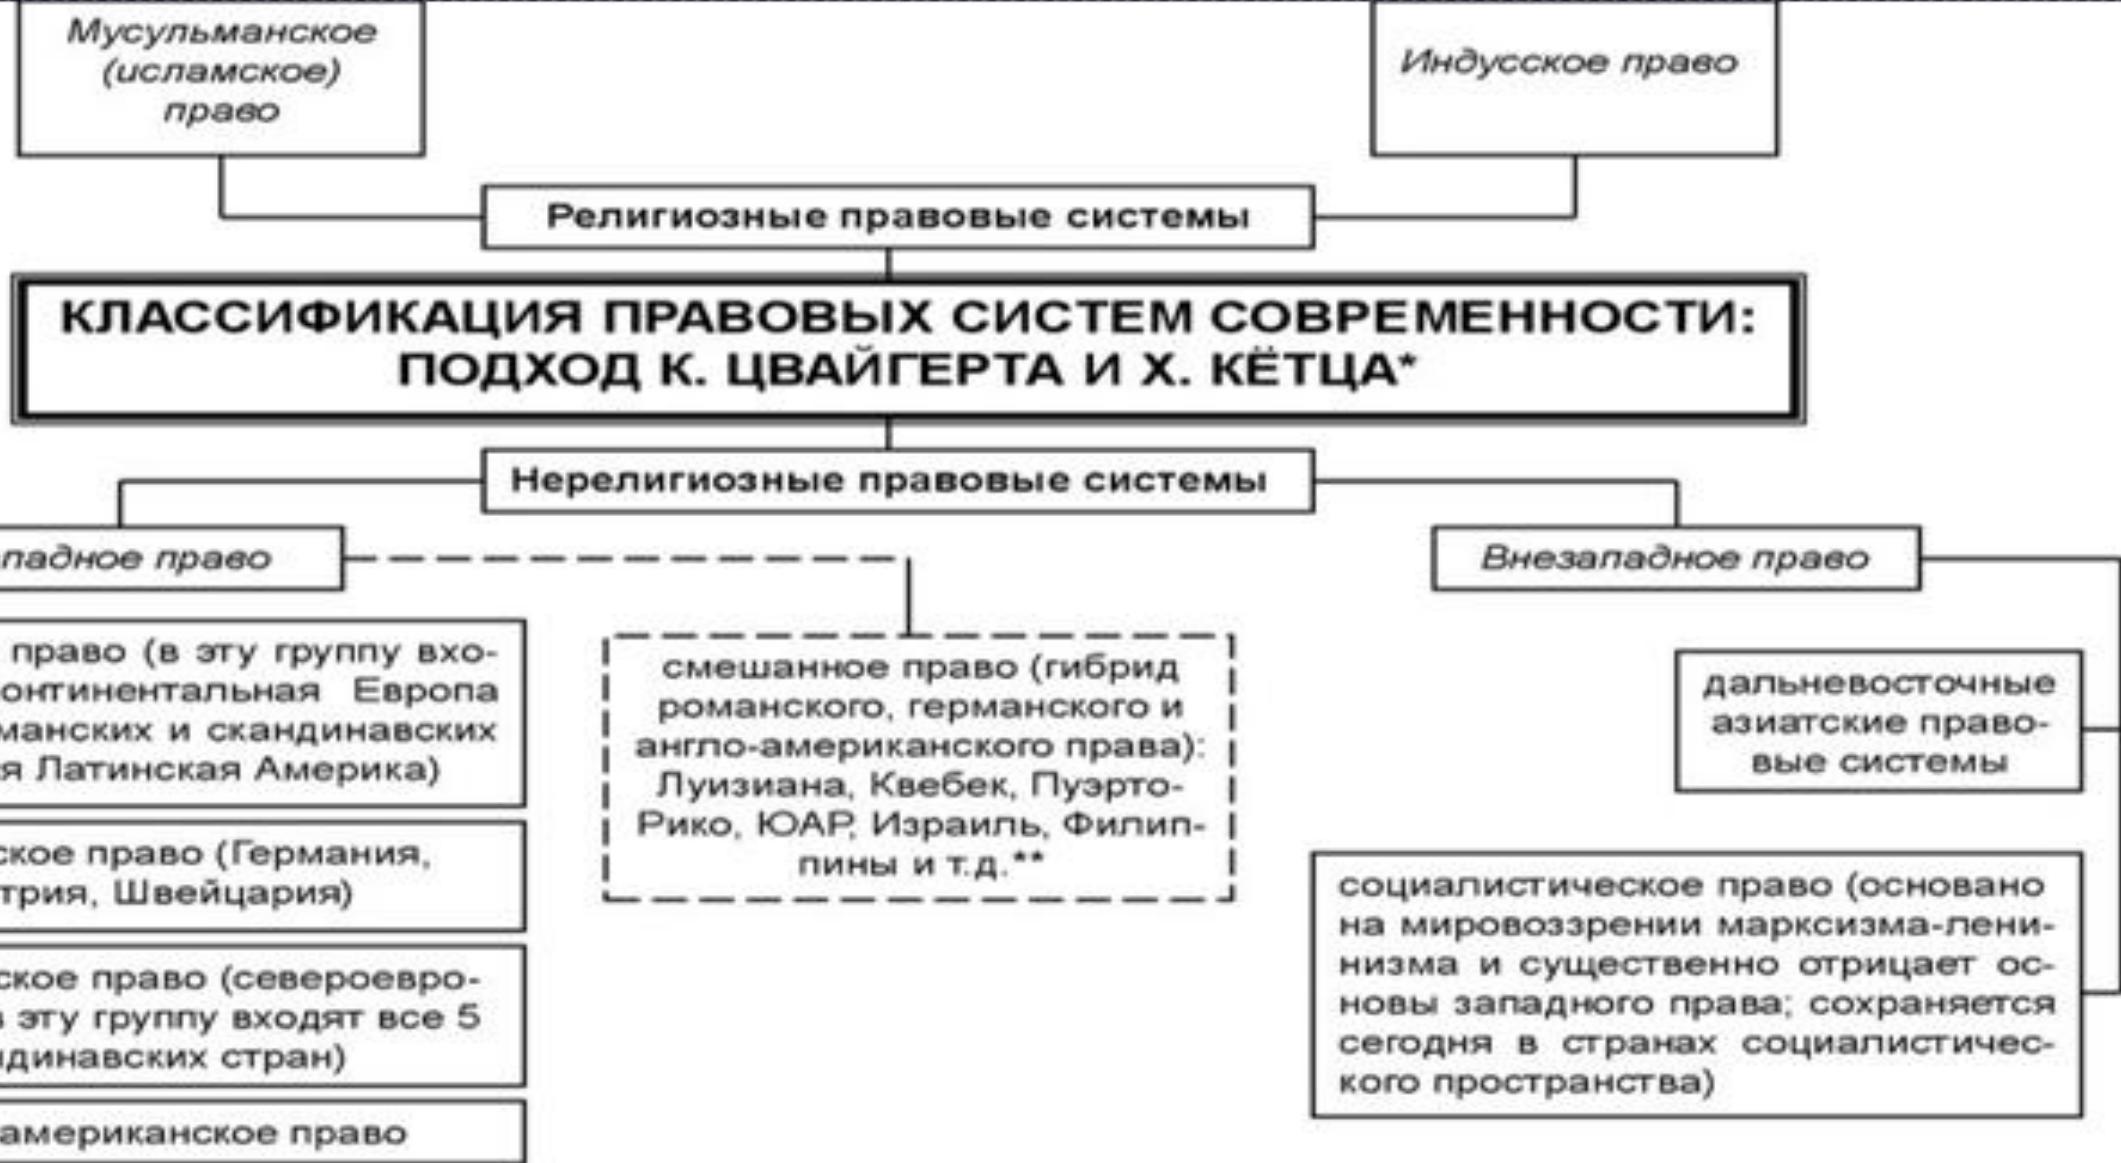 Мусульманское
(исламское)
право
Индусское право
Религиозные правовые системы
КЛАССИФИКАЦИЯ ПРАВОВЫХ СИСТЕМ СОВРЕМЕННОСТИ:
ПОДХОД К. ЦВАЙГЕРТА И Х. КЁТЦА*
Нерелигиозные правовые системы
падное право
право (в эту группу вхо-
онтинентальная Европа
манских и скандинавских
я Латинская Америка)
ское право (Германия,
трия, Швейцария)
ское право (североевро-
в эту группу входят все 5
ндинавских стран)
американское право
смешанное право (гибрид
романского, германского и
англо-американского права):
Луизиана, Квебек, Пуэрто-
Рико, ЮАР, Израиль, Филип-
пины и т.д.**
Внезападное право
дальневосточные
азиатские право-
вые системы
социалистическое право (основано
на мировоззрении марксизма-лени-
низма и существенно отрицает ос-
новы западного права; сохраняется
сегодня в странах социалистичес-
кого пространства)